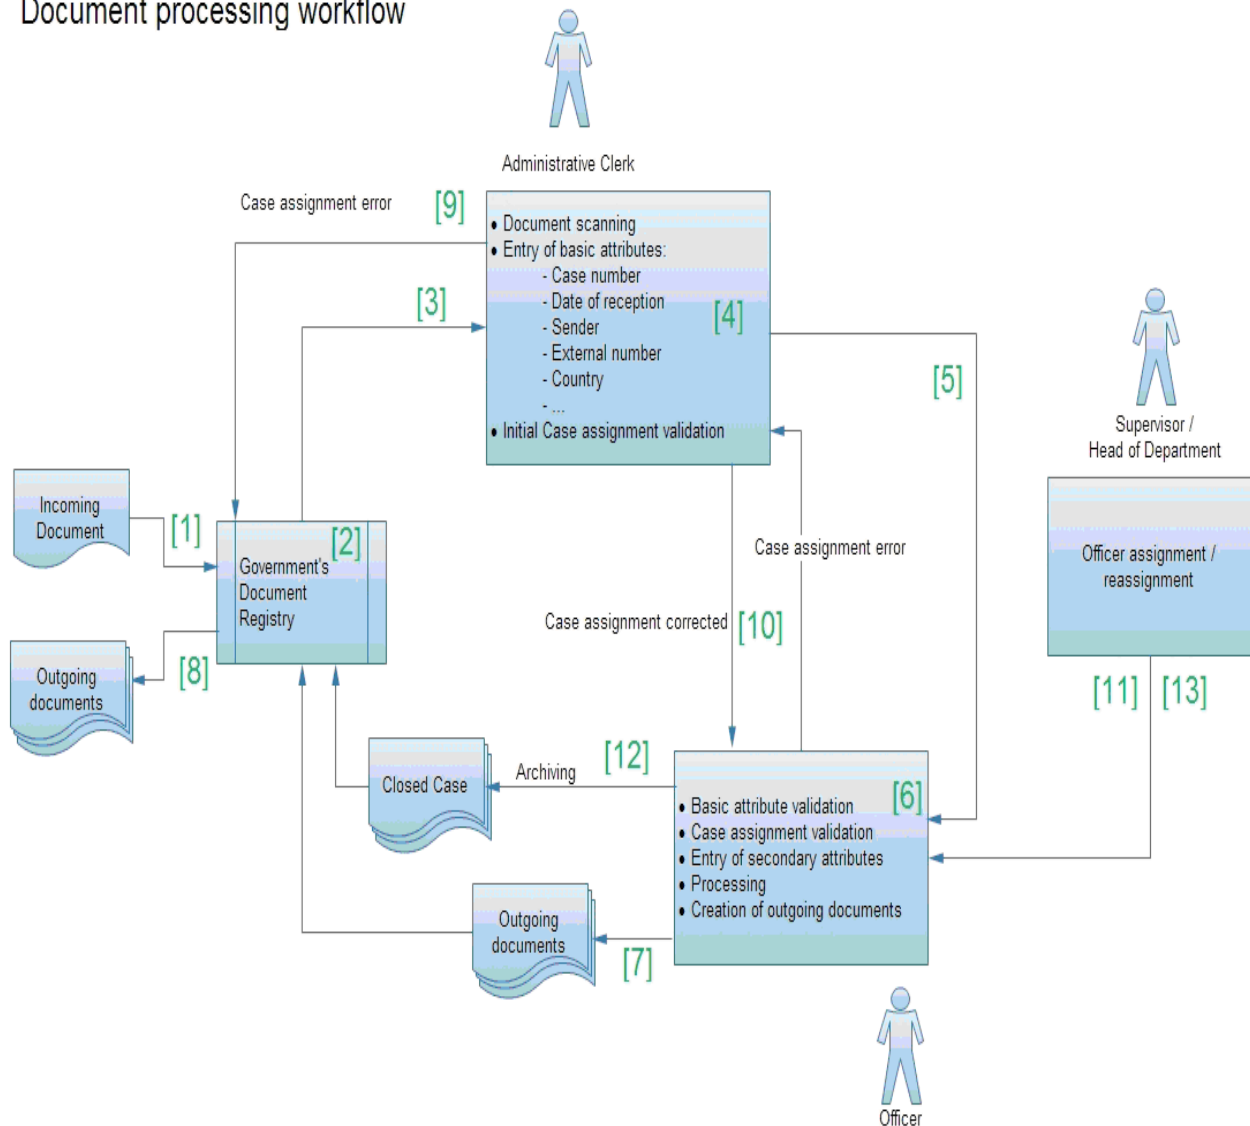 Document processing workflow
Administrative Clerk
Case assignment error
[9]
• Document scanning
• Entry of basic attributes:
- Case number
- Date of reception
- Sender
- External number
- Country
- ...
• Initial Case assignment validation
[3]
[4]
[5]
Supervisor /
Head of Department
Officer assignment /
reassignment
Incoming
Document
[1]
[2]
Government's
Document
Registry
Case assignment error
Case assignment corrected
[10]
[11]
[13]
Outgoing
documents
[8]
Closed Case
Archiving
[12]
[6]
• Basic attribute validation
• Case assignment validation
• Entry of secondary attributes
• Processing
• Creation of outgoing documents
Outgoing
documents
[7]
Officer